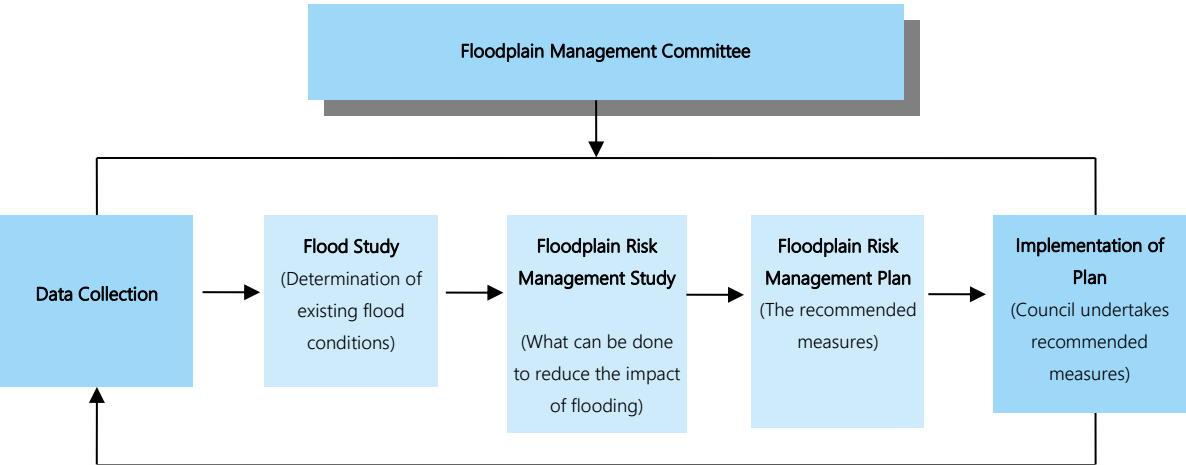 Floodplain Management Committee
Data Collection
Flood Study
(Determination of
existing flood
conditions)
Floodplain Risk
Management Study
(What can be done
to reduce the impact
of flooding)
Floodplain Risk
Management Plan
(The recommended
measures)
Implementation of
Plan
(Council undertakes
recommended
measures)